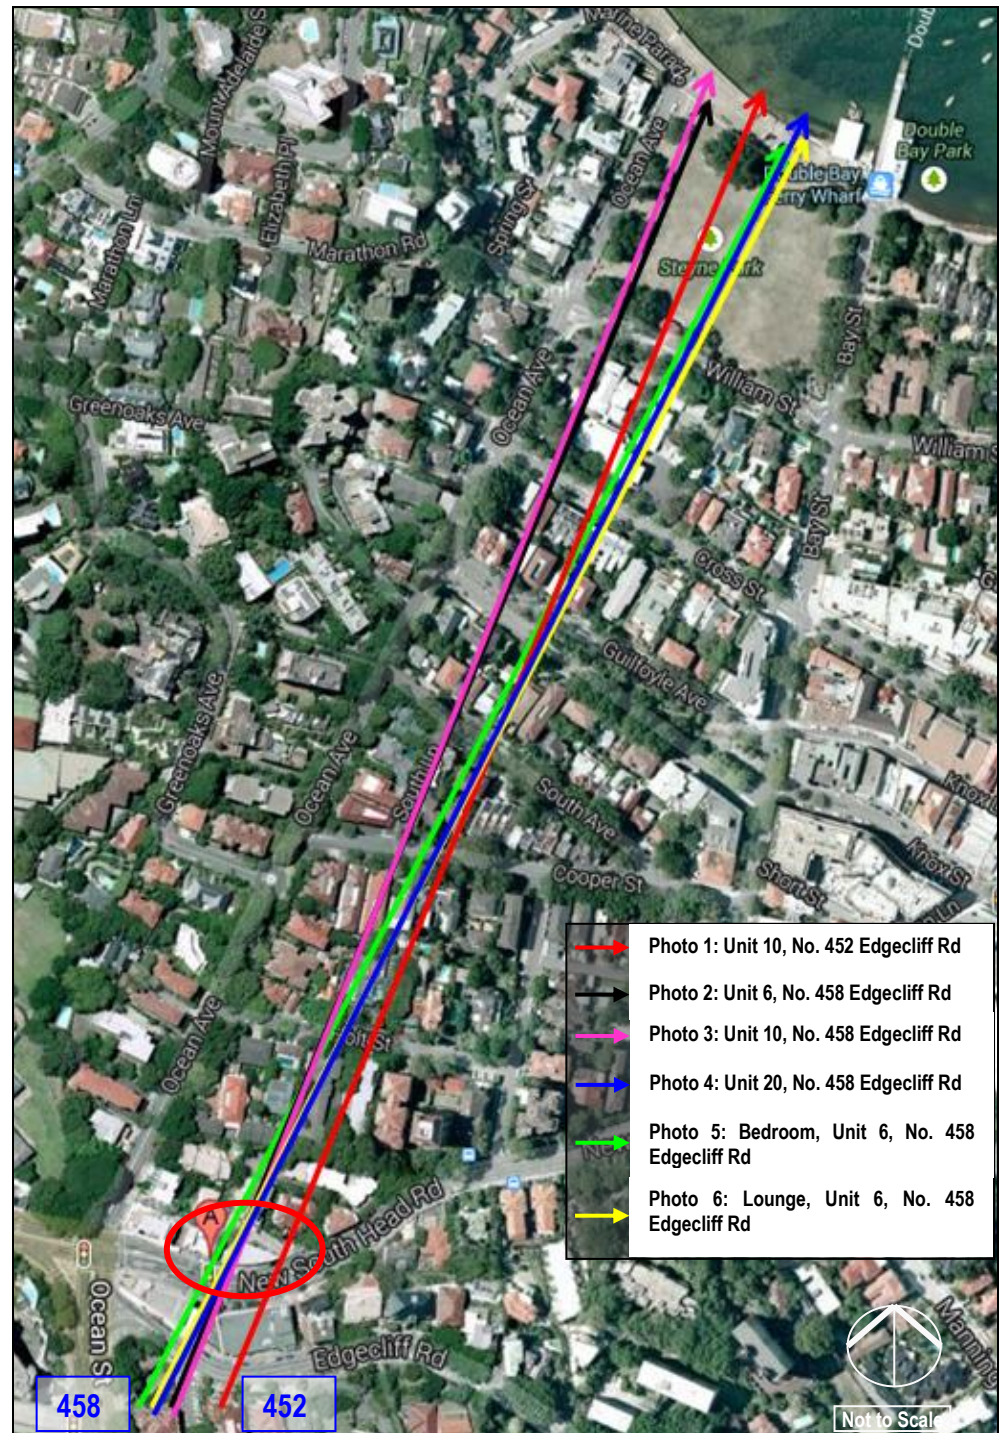 Marine Parade
Doub
Mount Adelaide S
Double
Bay Park
Elizabeth Pl
Ocean Ave
Double Bay
erry Wharf
Spring St
Marathon Ln
Marathon Rd
Steyne Park
Bay St
Ocean Ave
William St
Greenoaks Ave
William S
Bay St
Cross St
Guilfoyle Ave
Greenoaks Ave
Ocean Ave
South Ln
South Ave
Knox L
Knox St
Cooper St
Short St
n Ln
Photo 1: Unit 10, No. 452 Edgecliff Rd
Photo 2: Unit 6, No. 458 Edgecliff Rd
Photo 3: Unit 10, No. 458 Edgecliff Rd
Photo 4: Unit 20, No. 458 Edgecliff Rd
Photo 5: Bedroom, Unit 6, No. 458
Edgecliff Rd
Photo 6: Lounge, Unit 6, No. 458
Edgecliff Rd
olt St
Ocean Ave
A
New South Head Rd
Ocean S
Edgecliff Rd
Manning
458
452
Not to Scale